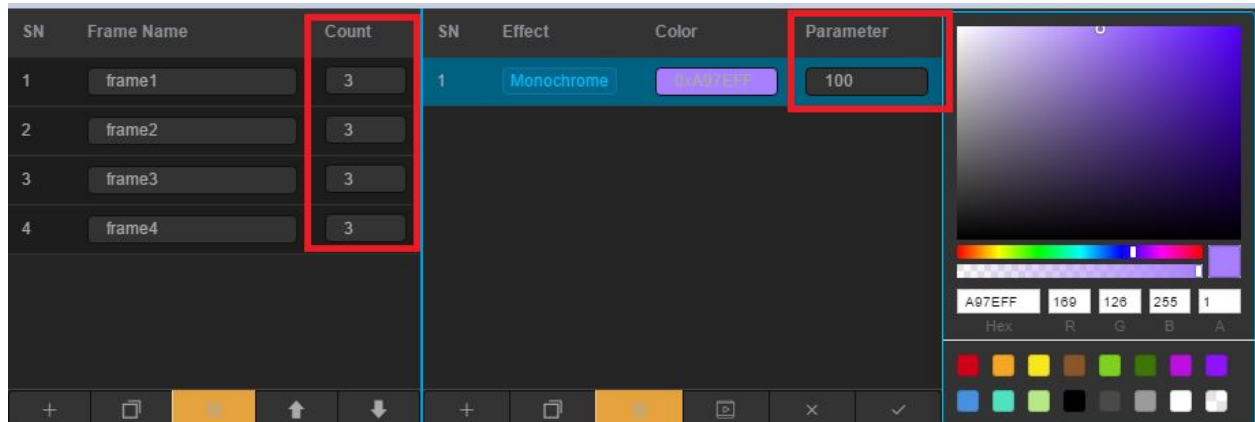 SN Frame Name Count
1 frame1 3
2 frame2 3
3 frame3 3
4 frame4 3
SN Effect Color Parameter
1 Monochrome 0xA97EFF 100
A97EFF 169 126 255 1
Hex R G B A